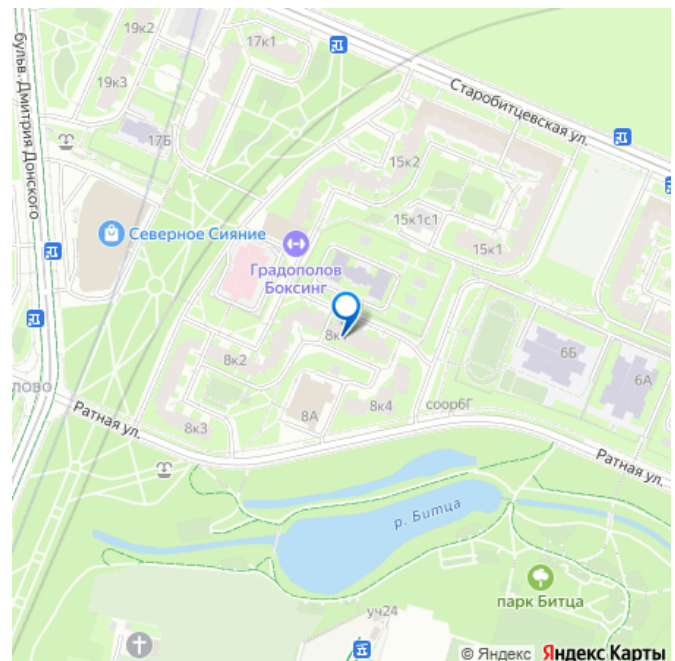 19к2
17к1
19к3
17Б
бульв. Дмитрия Донского
Старобитцевская ул.
15к2
15к1с1
15к1
Северное Сияние
Градополов
Боксинг
8к2
6Б
6А
лово
8А
8к4
соор6Г
8к3
Ратная ул.
Ратная ул.
р. Битца
парк Битца
уч24
© Яндекс Яндекс Карты